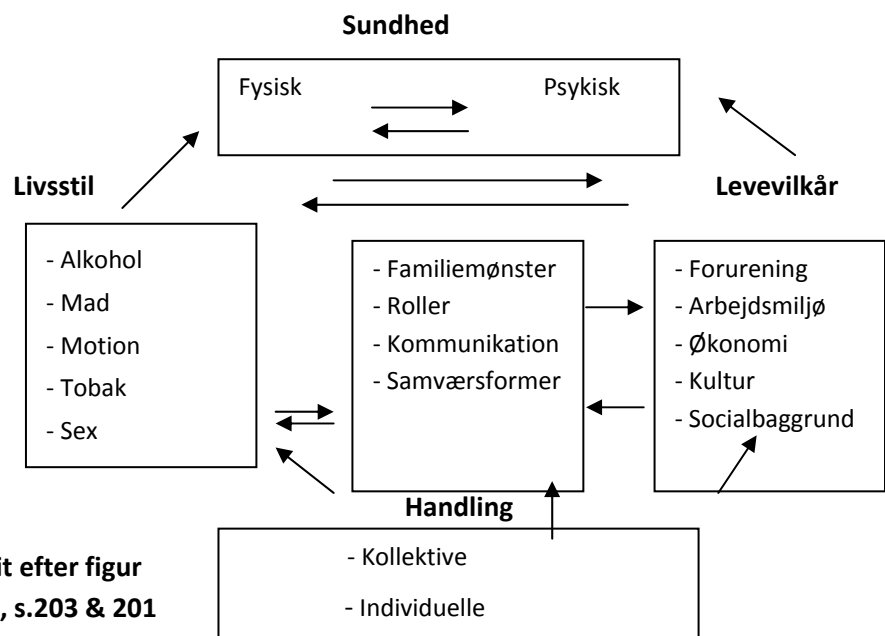 Sundhed
Fysisk
Psykisk
Livsstil
Levevilkår
- Alkohol
- Mad
- Motion
- Tobak
- Sex
- Familiemønster
- Roller
- Kommunikation
- Samværsformer
- Forurening
- Arbejdsmiljø
- Økonomi
- Kultur
- Socialbaggrund
Handling
- Kollektive
- Individuelle
it efter figur
, s.203 & 201